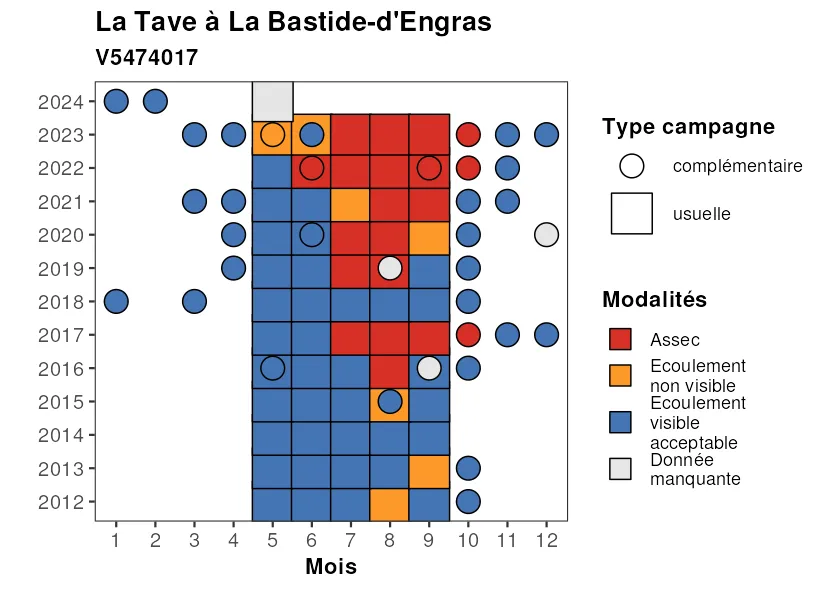 La Tave à La Bastide-d'Engras
V5474017
2024
2023
2022
2021
2020
2019
2018
2017
2016
2015
2014
2013
2012
1 2 3 4 5 6 7 8 9 10 11 12
Mois
Type campagne
complémentaire
usuelle
Modalités
Assec
Ecoulement
non visible
Ecoulement
visible
acceptable
Donnée
manquante